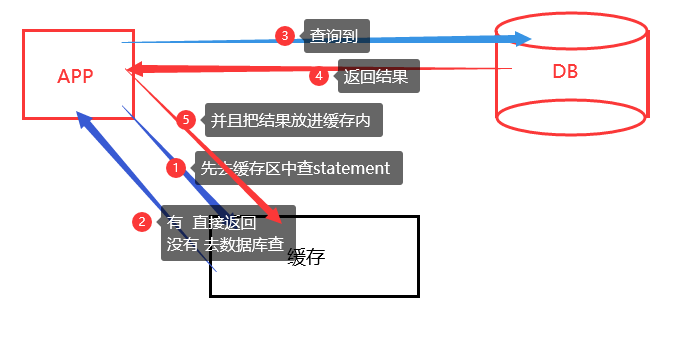 3 查询到
APP
DB
4 返回结果
5 并且把结果放进缓存内
1 先去缓存区中查statement
2 有 直接返回
没有 去数据库查
缓存